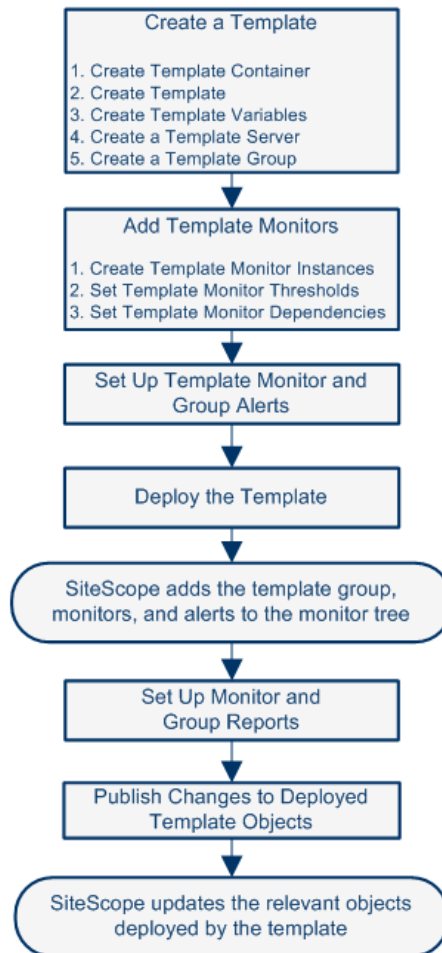 Create a Template
1. Create Template Container
2. Create Template
3. Create Template Variables
4. Create a Template Server
5. Create a Template Group
Add Template Monitors
1. Create Template Monitor Instances
2. Set Template Monitor Thresholds
3. Set Template Monitor Dependencies
Set Up Template Monitor and
Group Alerts
Deploy the Template
SiteScope adds the template group,
monitors, and alerts to the monitor tree
Set Up Monitor and
Group Reports
Publish Changes to Deployed
Template Objects
SiteScope updates the relevant objects
deployed by the template